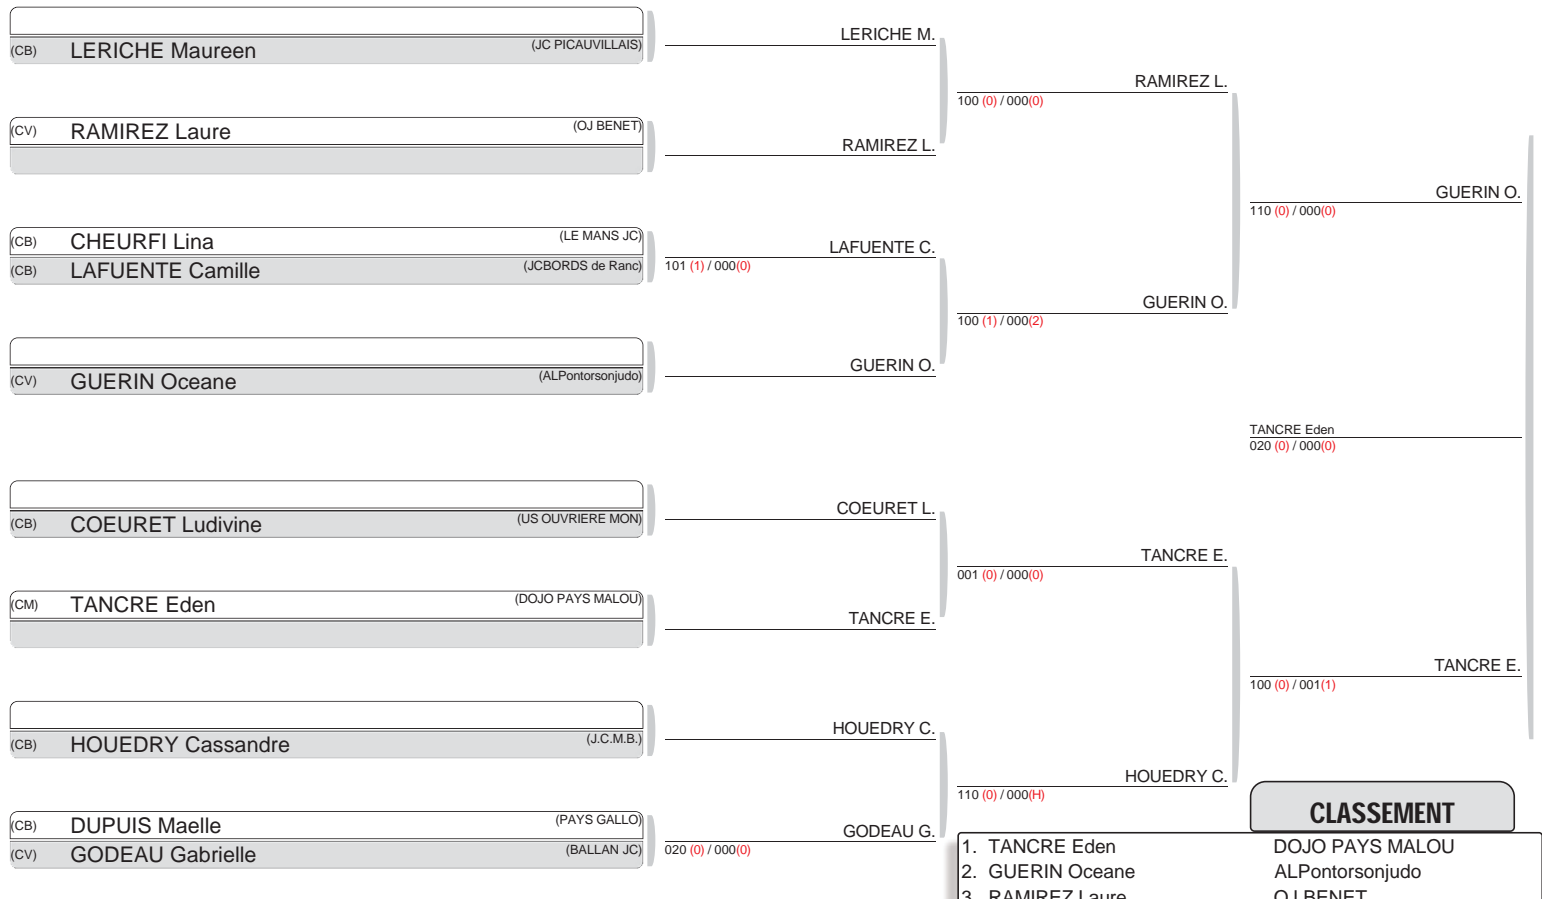 (CB) LERICHE Maureen (JC PICAUVILLAIS)
(CV) RAMIREZ Laure (OJ BENET)
(CB) CHEURFI Lina (LE MANS JC)
(CB) LAFUENTE Camille (JCBORDS de Ranc)
(CV) GUERIN Oceane (ALPontorsonjudo)
(CB) COEURET Ludivine (US OUVRIERE MON)
(CM) TANCRE Eden (DOJO PAYS MALOU)
(CB) HOUEDRY Cassandre (J.C.M.B.)
(CB) DUPUIS Maelle (PAYS GALLO)
(CV) GODEAU Gabrielle (BALLAN JC)
LERICHE M.
RAMIREZ L.
LAFUENTE C.
101 (1) / 000(0)
GUERIN O.
COEURET L.
TANCRE E.
HOUEDRY C.
GODEAU G.
020 (0) / 000(0)
RAMIREZ L.
100 (0) / 000(0)
GUERIN O.
100 (1) / 000(2)
TANCRE E.
001 (0) / 000(0)
HOUEDRY C.
110 (0) / 000(H)
GUERIN O.
110 (0) / 000(0)
TANCRE Eden
020 (0) / 000(0)
TANCRE E.
100 (0) / 001(1)
CLASSEMENT
1. TANCRE Eden DOJO PAYS MALOU
2. GUERIN Oceane ALPontorsonjudo
3. RAMIREZ Laure OJ BENET